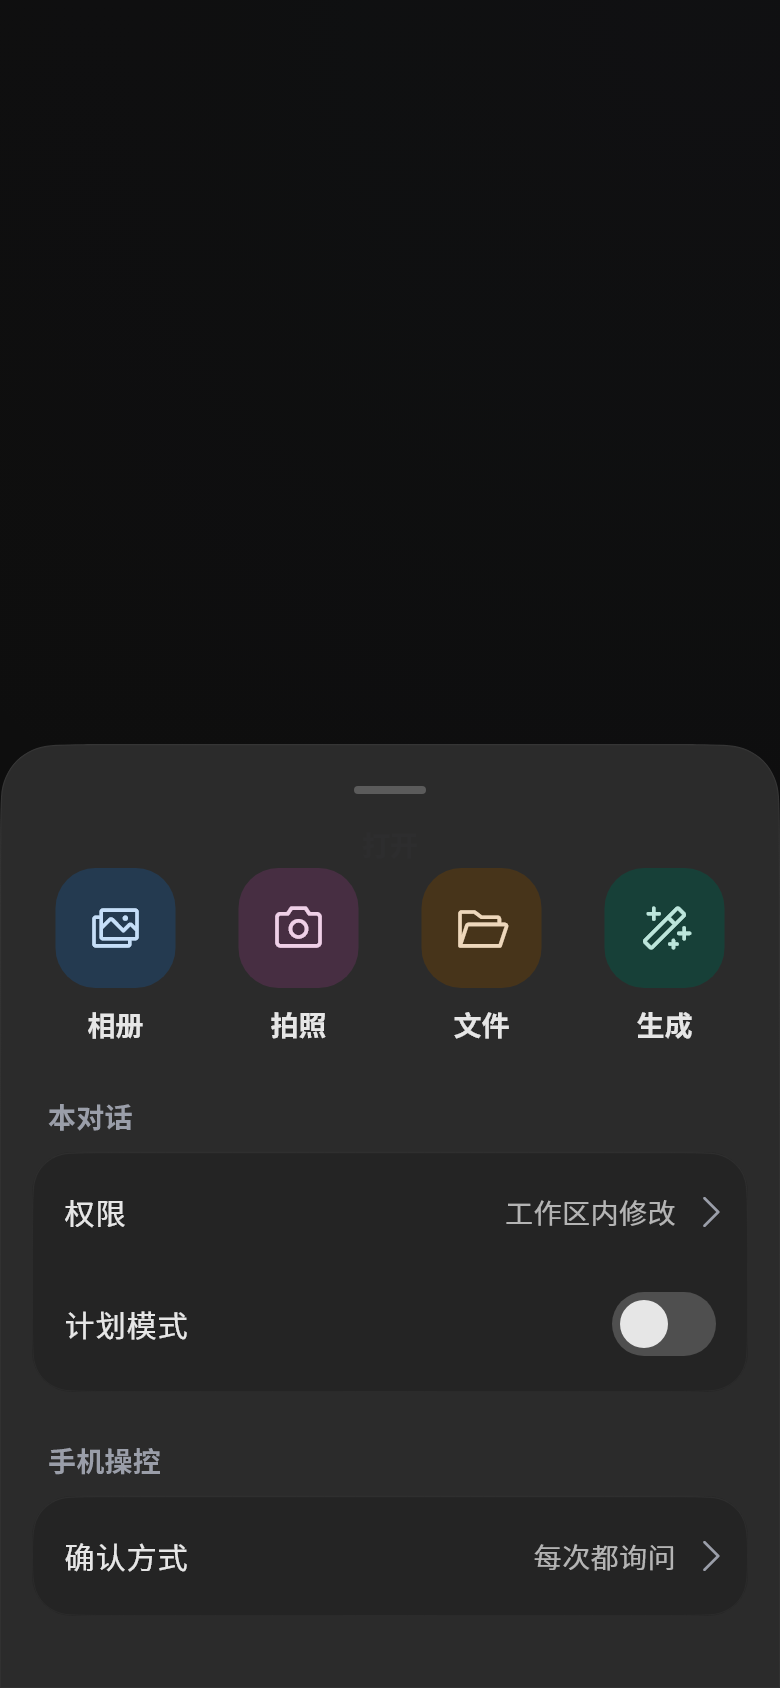 相册
拍照
文件
生成
本对话
权限
工作区内修改
计划模式
手机操控
确认方式
每次都询问